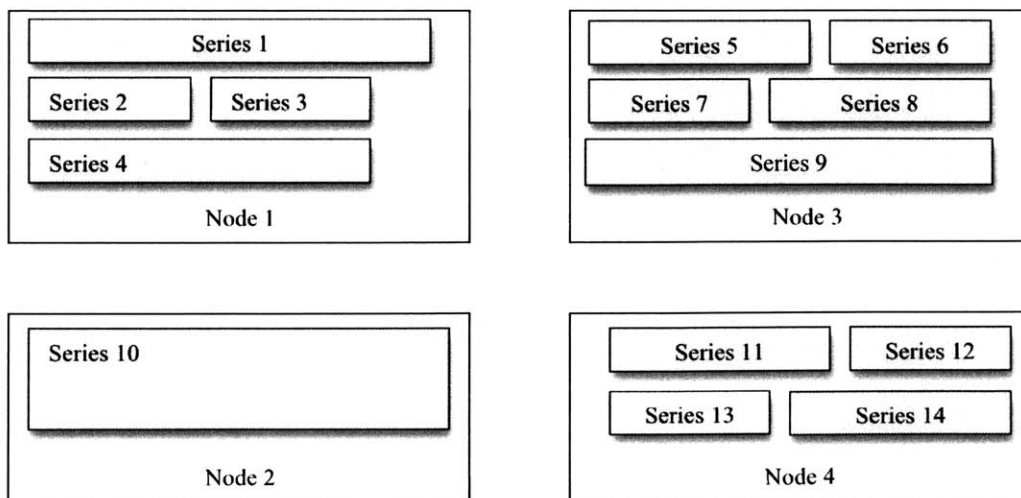 Series 1
Series 2
Series 3
Series 4
Node 1
Series 5
Series 6
Series 7
Series 8
Series 9
Node 3
Series 10
Node 2
Series 11
Series 12
Series 13
Series 14
Node 4